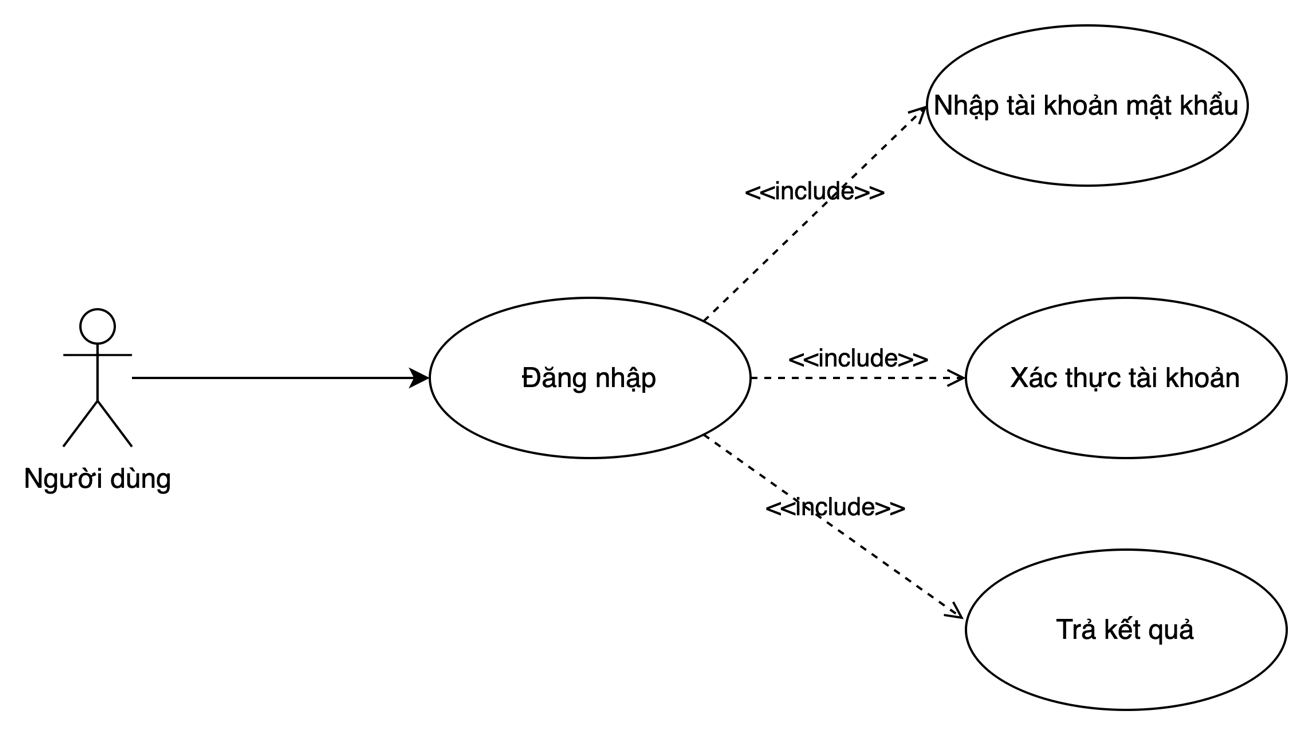 Nhập tài khoản mật khẩu
<<include>>
Đăng nhập
<<include>>
Xác thực tài khoản
Người dùng
<<include>>
Trả kết quả